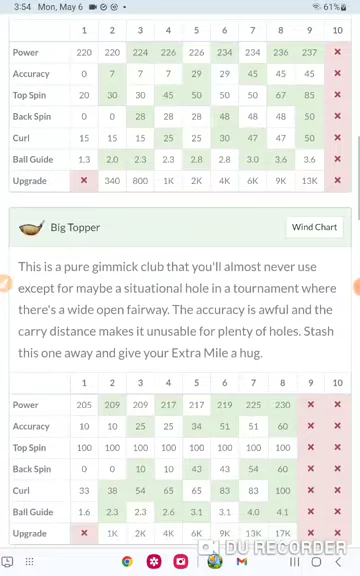 3:54 Mon, May 6 61%
1 2 3 4 5 6 7 8 9 10
Power 220 220 224 226 226 234 234 236 237 ×
Accuracy 0 7 7 7 29 29 45 45 45 ×
Top Spin 20 30 30 45 50 50 50 67 85 ×
Back Spin 0 0 28 28 28 48 48 48 50 ×
Curl 15 15 15 25 25 30 47 47 50 ×
Ball Guide 1.3 2.0 2.3 2.3 2.8 2.8 3.0 3.6 3.6 ×
Upgrade × 340 800 1K 2K 4K 6K 9K 13K ×
Big Topper Wind Chart
This is a pure gimmick club that you'll almost never use
except for maybe a situational hole in a tournament where
there's a wide open fairway. The accuracy is awful and the
carry distance makes it unusable for plenty of holes. Stash
this one away and give your Extra Mile a hug.
1 2 3 4 5 6 7 8 9 10
Power 205 209 209 217 217 219 225 230 × ×
Accuracy 10 10 25 25 34 51 51 60 × ×
Top Spin 100 100 100 100 100 100 100 100 × ×
Back Spin 0 0 10 10 43 43 54 60 × ×
Curl 33 38 54 65 65 83 83 100 × ×
Ball Guide 1.6 2.3 2.3 2.6 3.1 3.1 4.0 4.1 × ×
Upgrade × 1K 2K 4K 6K 9K 13K 17K × ×
DU RECORDER